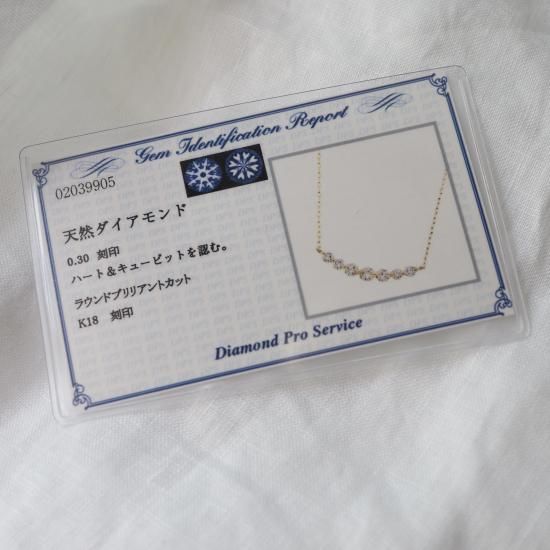 Gem Identification Report
02039905
天然ダイアモンド
0.30 刻印
ハート＆キューピットを認む。
ラウンドブリリアントカット
K18 刻印
Diamond Pro Service